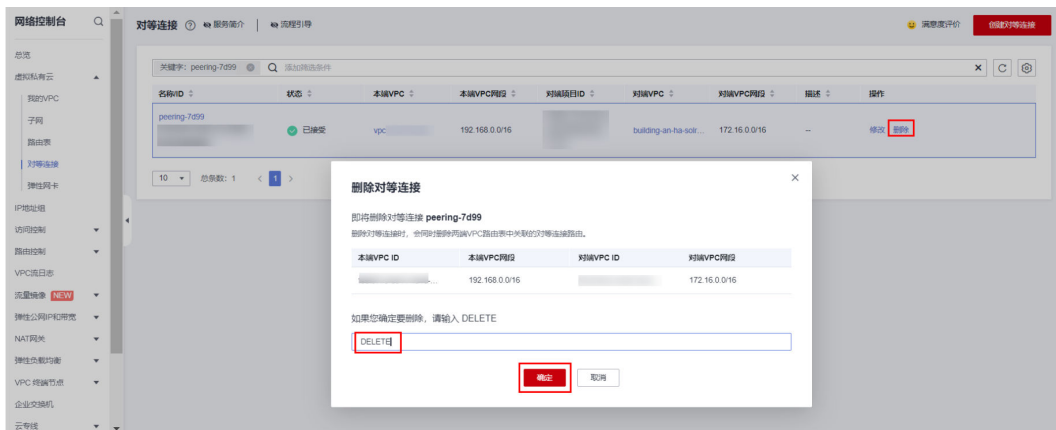 网络控制台
总览
虚拟私有云
我的VPC
子网
路由表
对等连接
弹性网卡
IP地址组
访问控制
路由控制
VPC流日志
流量镜像 NEW
弹性公网IP和带宽
NAT网关
弹性负载均衡
VPC 终端节点
企业交换机
云专线
对等连接 服务简介 流程引导 满意度评价 创建对等连接
关键字: peering-7d99 添加筛选条件
名称/ID 状态 本端VPC 本端VPC网段 对端项目ID 对端VPC 对端VPC网段 描述 操作
peering-7d99
已接受 vpc 192.168.0.0/16 building-an-ha-solr... 172.16.0.0/16 -- 修改 删除
10 总条数: 1 < 1 >
删除对等连接
即将删除对等连接 peering-7d99
删除对等连接时，会同时删除两端VPC路由表中关联的对等连接路由。
本端VPC ID 本端VPC网段 对端VPC ID 对端VPC网段
192.168.0.0/16 172.16.0.0/16
如果您确定要删除，请输入 DELETE
DELETE
确定 取消